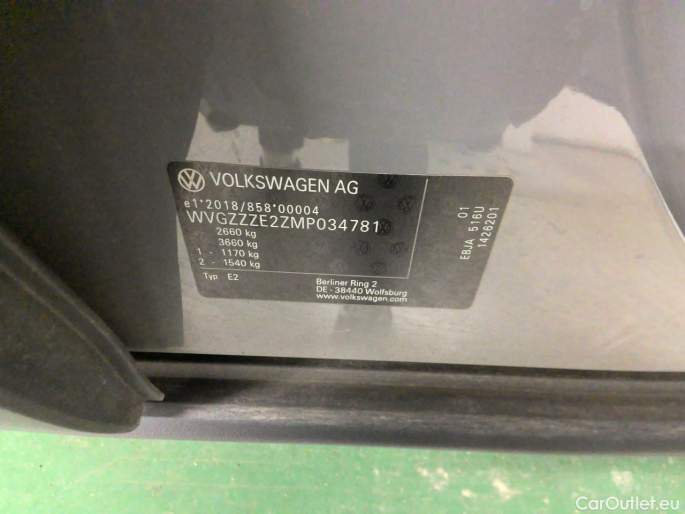 VOLKSWAGEN AG
e1*2018/858*00004
WVGZZZE2ZMP034781
2660 kg
3660 kg
1 - 1170 kg
2 - 1540 kg
Typ E2
Berliner Ring 2
DE - 38440 Wolfsburg
www.volkswagen.com
01
EBJA 516U
1426201
CarOutlet.eu